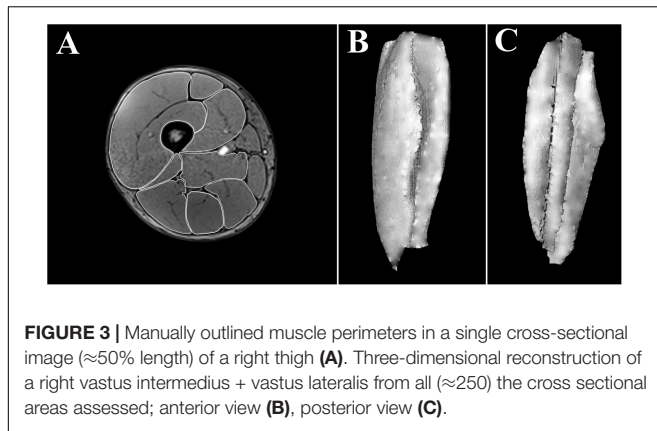 A
B
C
FIGURE 3 | Manually outlined muscle perimeters in a single cross-sectional
image (≈50% length) of a right thigh (A). Three-dimensional reconstruction of
a right vastus intermedius + vastus lateralis from all (≈250) the cross sectional
areas assessed; anterior view (B), posterior view (C).